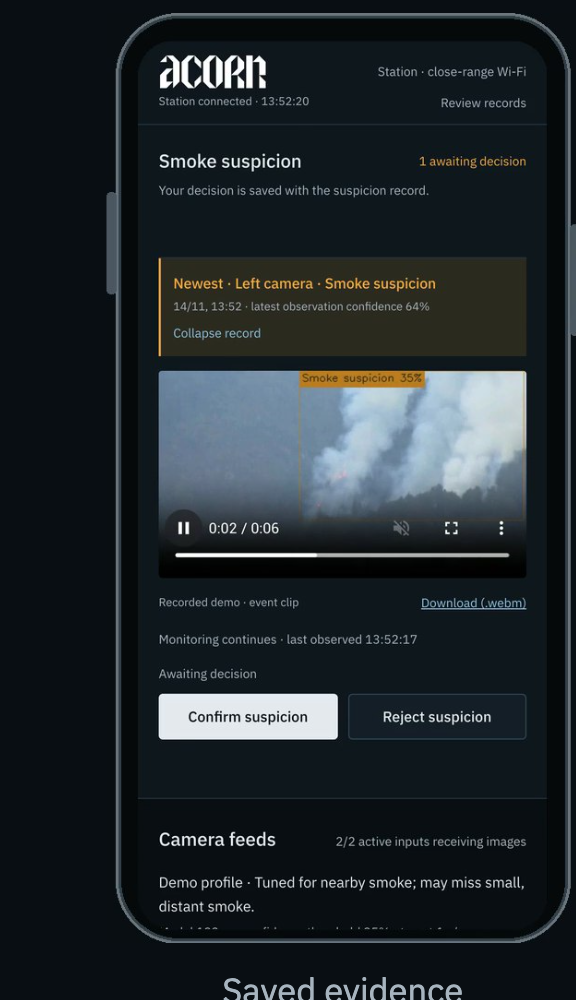 ACORN
Station · close-range Wi-Fi
Station connected · 13:52:20
Review records
Smoke suspicion
1 awaiting decision
Your decision is saved with the suspicion record.
Newest · Left camera · Smoke suspicion
14/11, 13:52 · latest observation confidence 64%
Collapse record
Smoke suspicion 35%
0:02 / 0:06
Recorded demo · event clip
Download (.webm)
Monitoring continues · last observed 13:52:17
Awaiting decision
Confirm suspicion
Reject suspicion
Camera feeds
2/2 active inputs receiving images
Demo profile · Tuned for nearby smoke; may miss small,
distant smoke.
Saved evidence